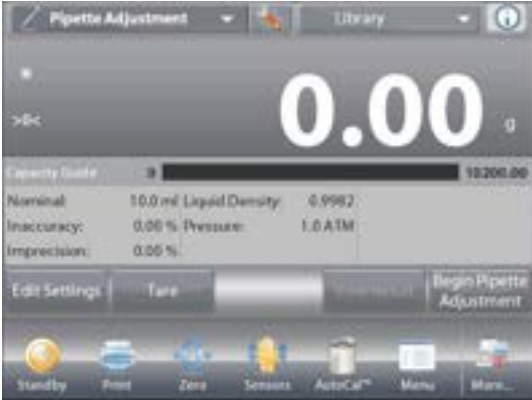 Pipette Adjustment
Library
>0<
0.00 g
Capacity Guide 0 10200.00
Nominal: 10.0 ml Liquid Density: 0.9982
Inaccuracy: 0.00 % Pressure: 1.0 ATM
Imprecision: 0.00 %
Edit Settings Tare Begin Pipette
Adjustment
Standby Print Zero Sensors AutoCal™ Menu More...